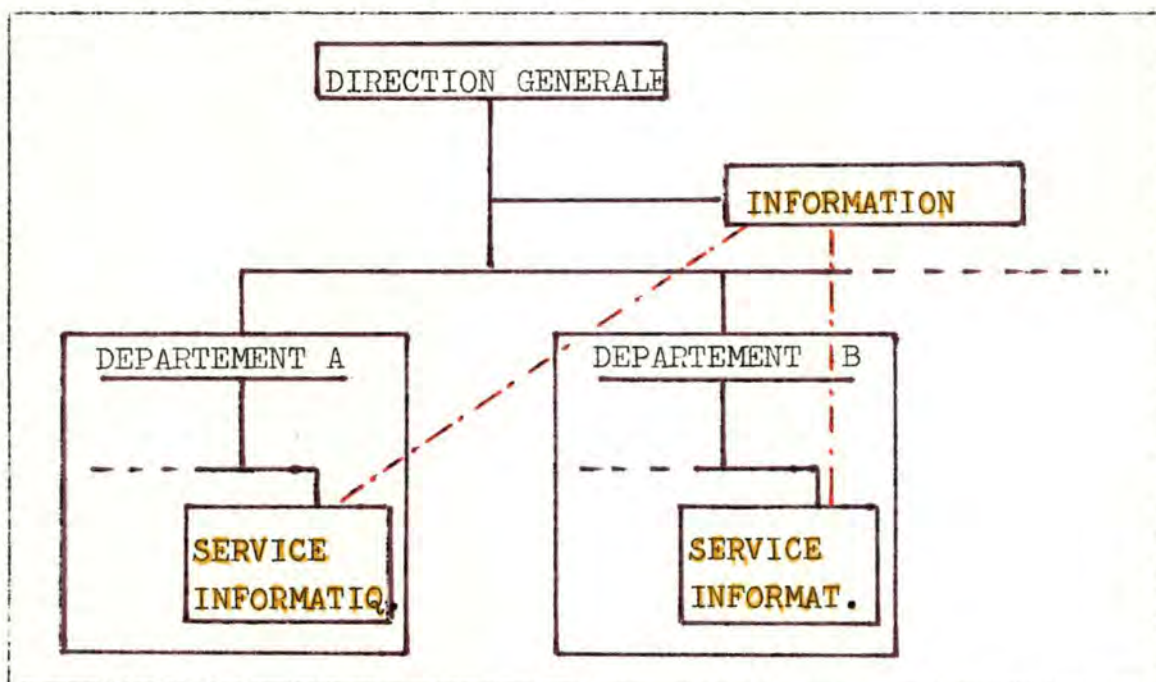 DIRECTION GENERALE
INFORMATION
DEPARTEMENT A
DEPARTEMENT B
SERVICE
INFORMATIQ.
SERVICE
INFORMAT.